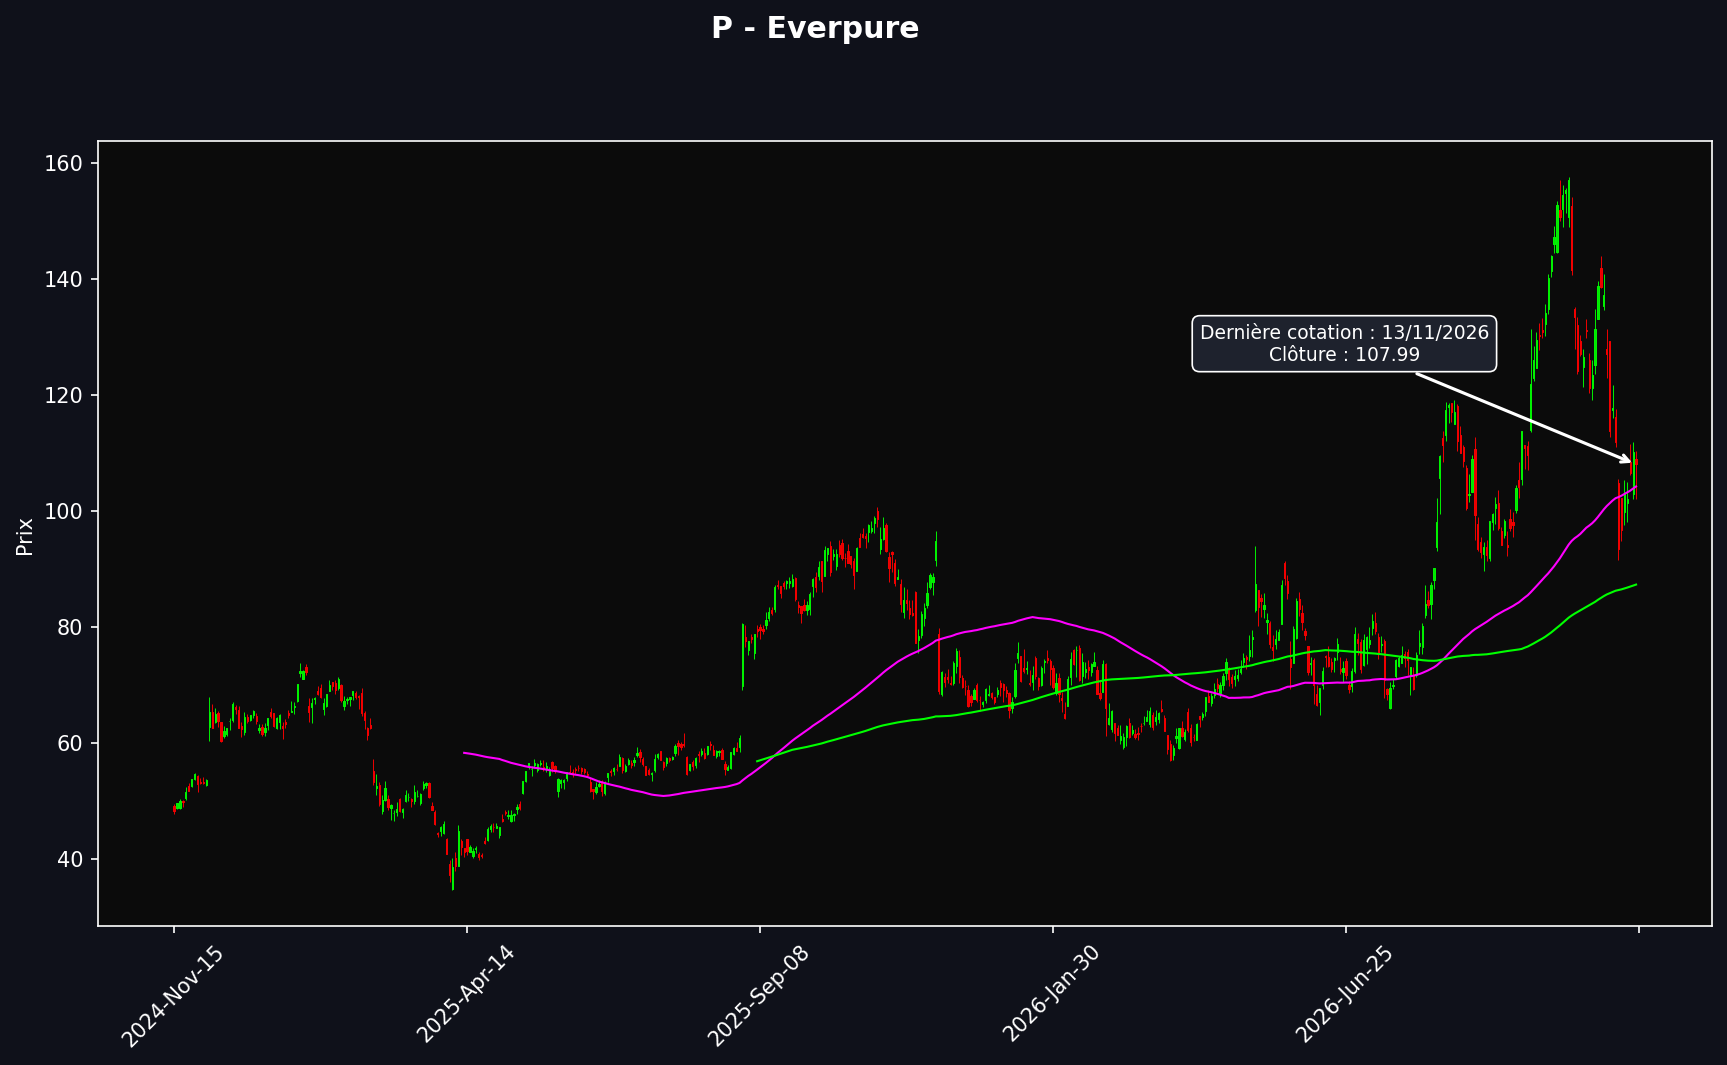 P - Everpure
Prix
160
140
120
100
80
60
40
Dernière cotation : 13/11/2026
Clôture : 107.99
2024-Nov-15
2025-Apr-14
2025-Sep-08
2026-Jan-30
2026-Jun-25